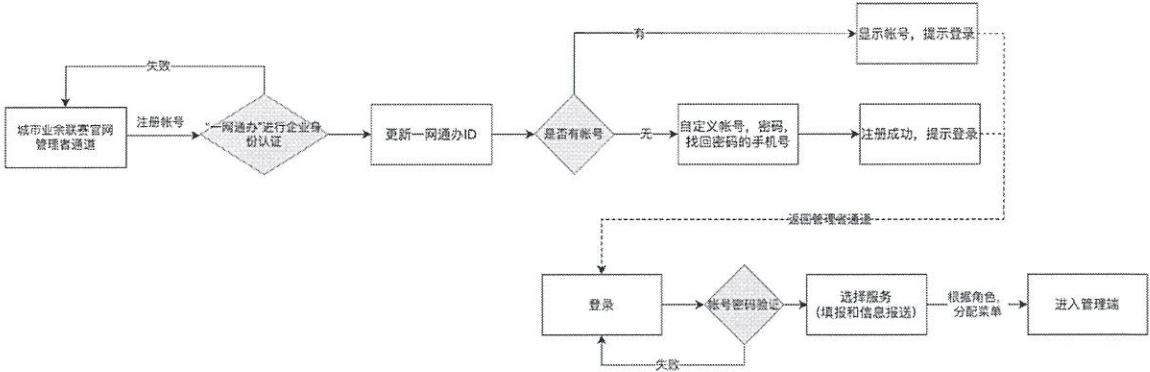 有
显示帐号，提示登录
失败
城市业余联赛官网
管理者通道
注册帐号
“一网通办”进行企业身
份认证
更新一网通办ID
是否有帐号
无
自定义帐号，密码，
找回密码的手机号
注册成功，提示登录
返回管理者通道
登录
帐号密码验证
选择服务
（填报和信息报送）
根据角色，
分配菜单
进入管理端
失败